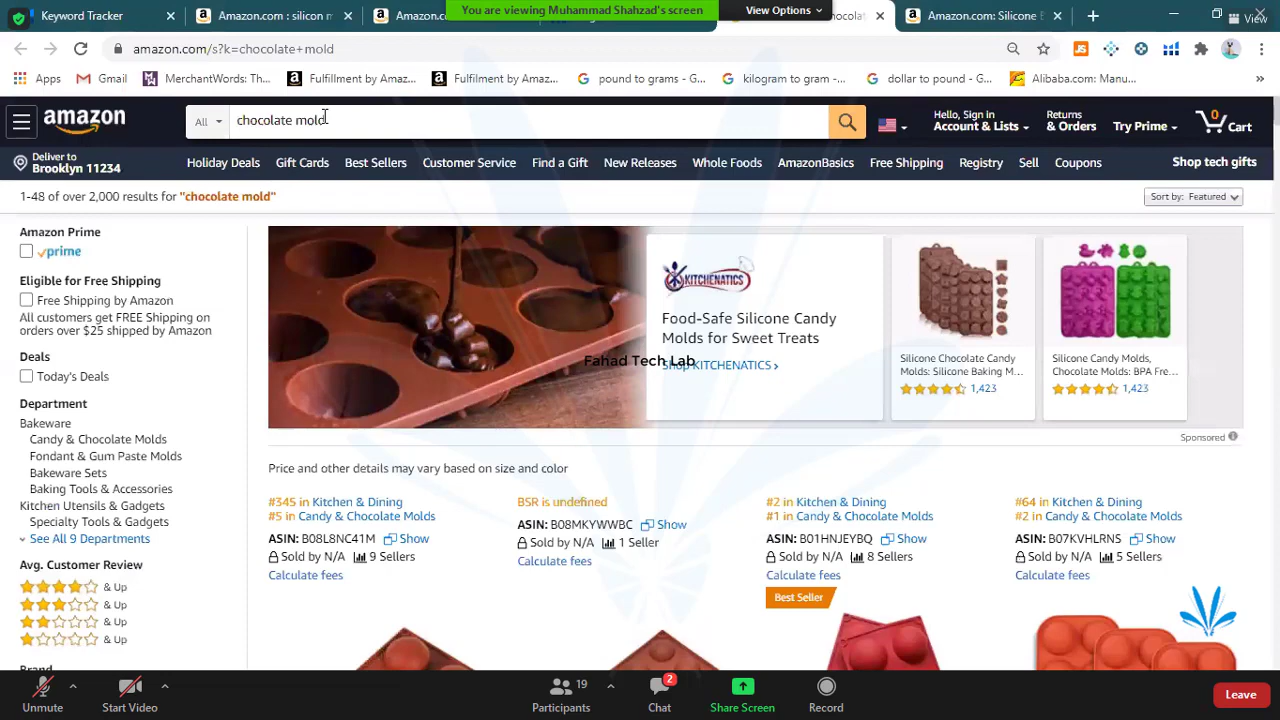 Keyword Tracker
Amazon.com : silicon m
Amazon.co
You are viewing Muhammad Shahzad's screen
View Options
colat
Amazon.com: Silicone B
View
amazon.com/s?k=chocolate+mold
Apps
Gmail
MerchantWords: Th...
Fulfillment by Amaz...
Fulfilment by Amaz...
pound to grams - G...
kilogram to gram -...
dollar to pound - G...
Alibaba.com: Manu...
amazon
All
chocolate mold
Hello, Sign in
Account & Lists
Returns
& Orders
Try Prime
0
Cart
Deliver to
Brooklyn 11234
Holiday Deals
Gift Cards
Best Sellers
Customer Service
Find a Gift
New Releases
Whole Foods
AmazonBasics
Free Shipping
Registry
Sell
Coupons
Shop tech gifts
1-48 of over 2,000 results for "chocolate mold"
Sort by: Featured
Amazon Prime
prime
Eligible for Free Shipping
Free Shipping by Amazon
All customers get FREE Shipping on
orders over $25 shipped by Amazon
Deals
Today's Deals
Department
Bakeware
Candy & Chocolate Molds
Fondant & Gum Paste Molds
Bakeware Sets
Baking Tools & Accessories
Kitchen Utensils & Gadgets
Specialty Tools & Gadgets
See All 9 Departments
Avg. Customer Review
& Up
& Up
& Up
& Up
Brand
KITCHENATICS
Food-Safe Silicone Candy
Molds for Sweet Treats
Fahad Tech Lab
Shop KITCHENATICS ›
Silicone Chocolate Candy
Molds: Silicone Baking M...
1,423
Silicone Candy Molds,
Chocolate Molds: BPA Fre...
1,423
Sponsored
Price and other details may vary based on size and color
#345 in Kitchen & Dining
#5 in Candy & Chocolate Molds
ASIN: B08L8NC41M Show
Sold by N/A 9 Sellers
Calculate fees
BSR is undefined
ASIN: B08MKYWWBC Show
Sold by N/A 1 Seller
Calculate fees
#2 in Kitchen & Dining
#1 in Candy & Chocolate Molds
ASIN: B01HNJEYBQ Show
Sold by N/A 8 Sellers
Calculate fees
Best Seller
#64 in Kitchen & Dining
#2 in Candy & Chocolate Molds
ASIN: B07KVHLRNS Show
Sold by N/A 5 Sellers
Calculate fees
Unmute
Start Video
19
Participants
2
Chat
Share Screen
Record
Leave